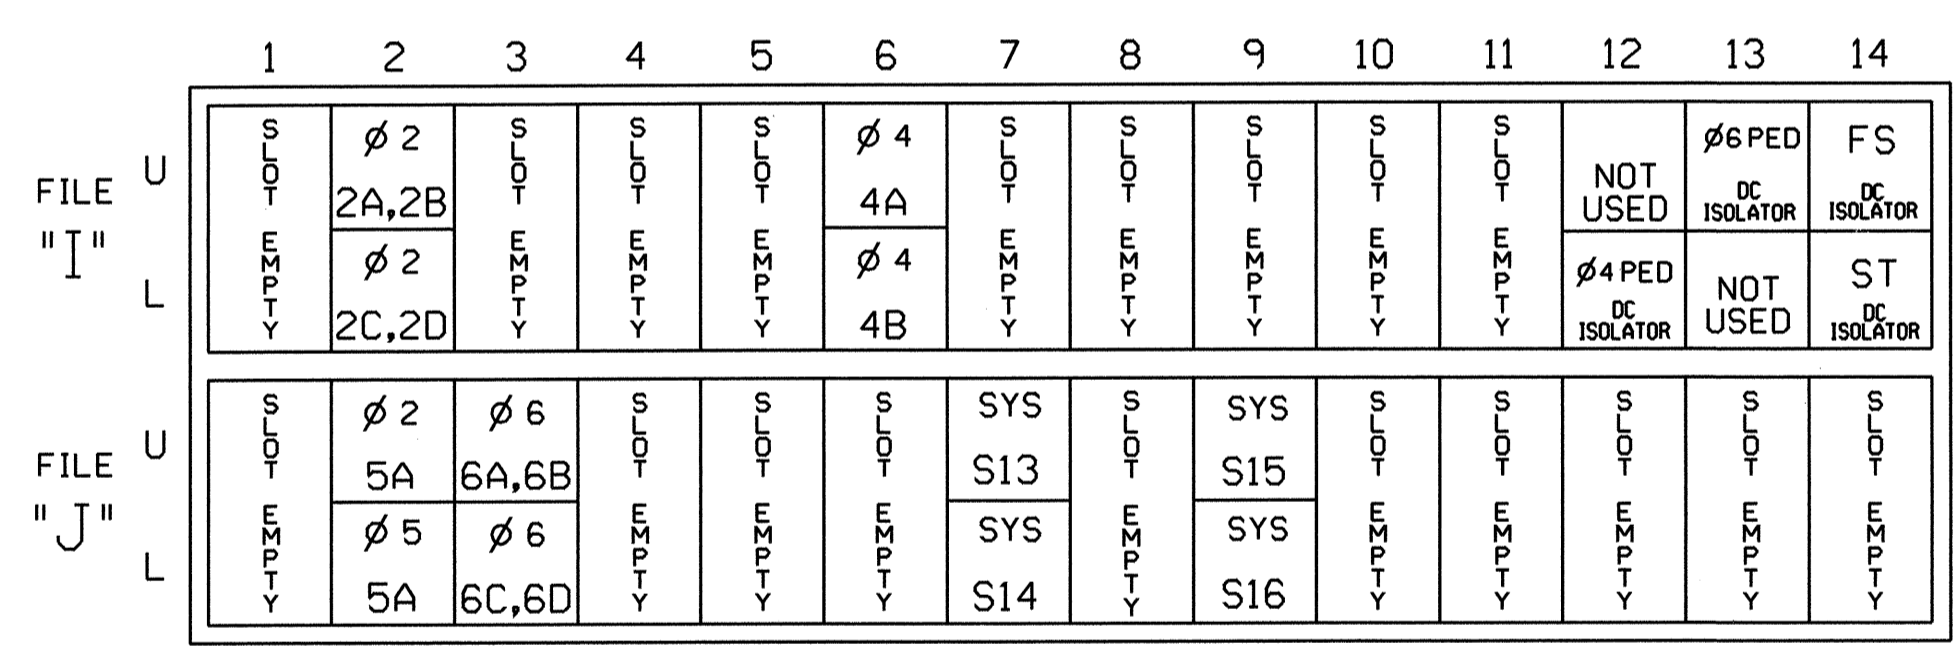 1 2 3 4 5 6 7 8 9 10 11 12 13 14
FILE "I"
U
L
SLOT EMPTY
Ø 2
2A,2B
Ø 2
2C,2D
SLOT EMPTY
SLOT EMPTY
SLOT EMPTY
Ø 4
4A
Ø 4
4B
SLOT EMPTY
SLOT EMPTY
SLOT EMPTY
SLOT EMPTY
SLOT EMPTY
NOT
USED
Ø4 PED
DC
ISOLATOR
Ø6 PED
DC
ISOLATOR
NOT
USED
FS
DC
ISOLATOR
ST
DC
ISOLATOR
FILE "J"
U
L
SLOT EMPTY
Ø 2
5A
Ø 5
5A
Ø 6
6A,6B
Ø 6
6C,6D
SLOT EMPTY
SLOT EMPTY
SLOT EMPTY
SYS
S13
SYS
S14
SLOT EMPTY
SYS
S15
SYS
S16
SLOT EMPTY
SLOT EMPTY
SLOT EMPTY
SLOT EMPTY
SLOT EMPTY